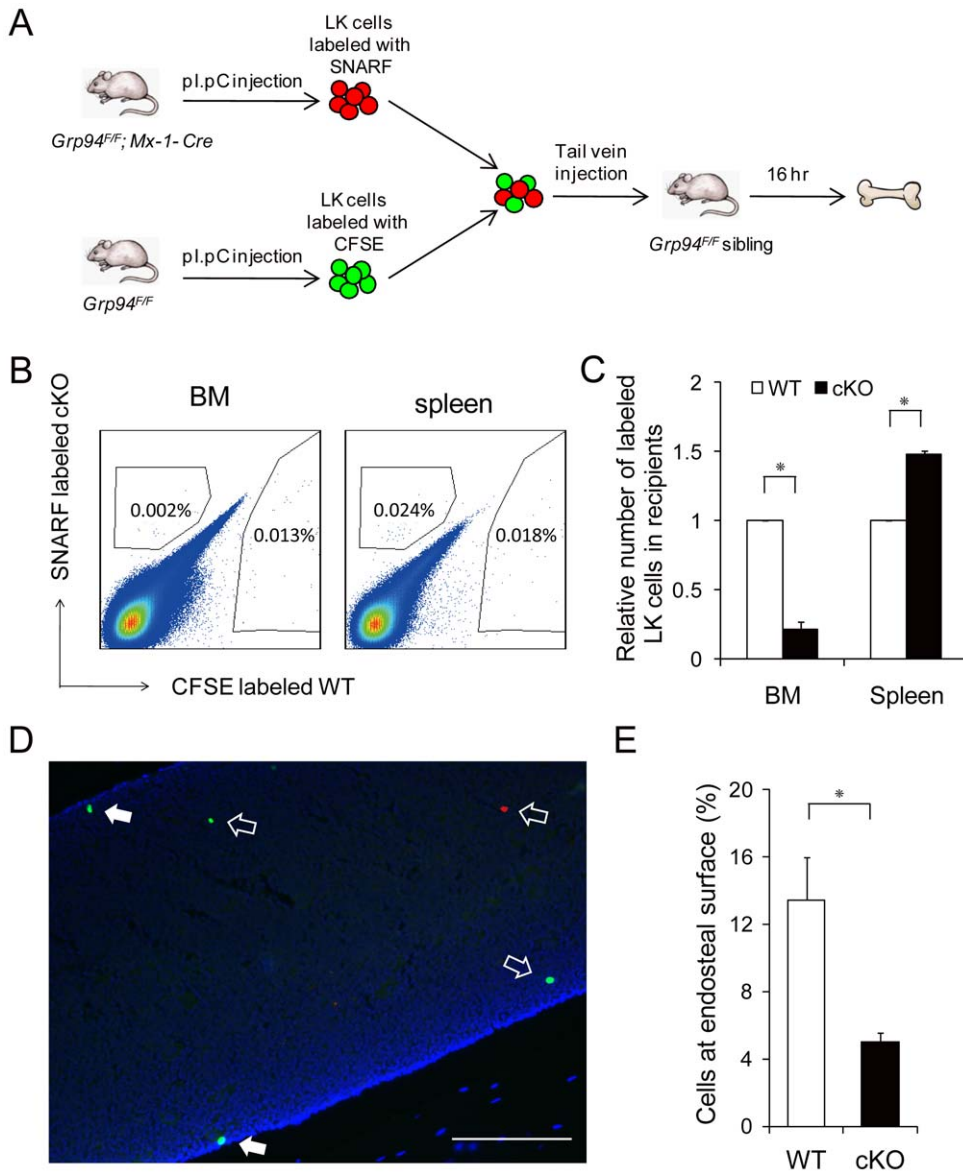 A
LK cells
labeled with
SNARF
pI.pC injection
Grp94F/F; Mx-1-Cre
LK cells
labeled with
CFSE
pI.pC injection
Grp94F/F
Tail vein
injection
16 hr
Grp94F/F sibling
B
BM
spleen
SNARF labeled cKO
0.002%
0.013%
0.024%
0.018%
CFSE labeled WT
C
Relative number of labeled
LK cells in recipients
2
1.5
1
0.5
0
WT
cKO
*
*
BM
Spleen
D
E
Cells at endosteal surface (%)
20
16
12
8
4
0
*
WT
cKO